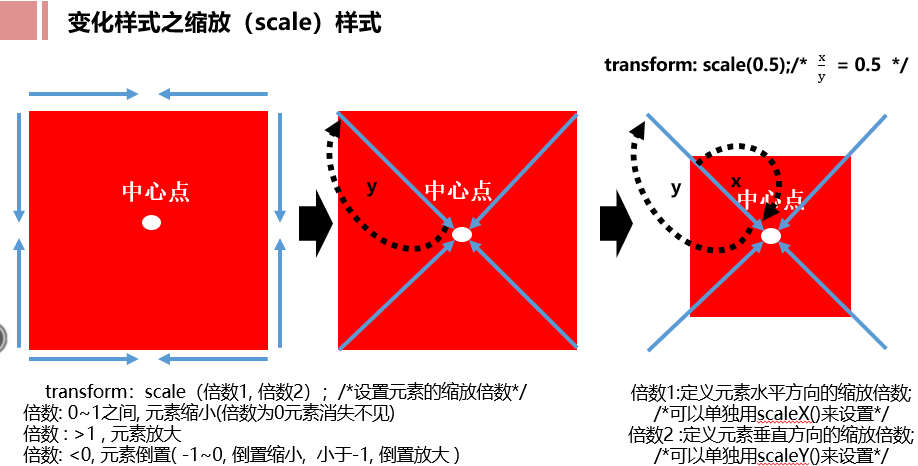 变化样式之缩放（scale）样式
transform: scale(0.5);/* x/y = 0.5 */
中心点
y
中心点
y
x
中心点
transform：scale（倍数1, 倍数2）；/*设置元素的缩放倍数*/
倍数: 0~1之间, 元素缩小(倍数为0元素消失不见)
倍数 : >1 , 元素放大
倍数: <0, 元素倒置( -1~0, 倒置缩小,  小于-1, 倒置放大 )
倍数1:定义元素水平方向的缩放倍数;
/*可以单独用scaleX()来设置*/
倍数2 :定义元素垂直方向的缩放倍数;
/*可以单独用scaleY()来设置*/